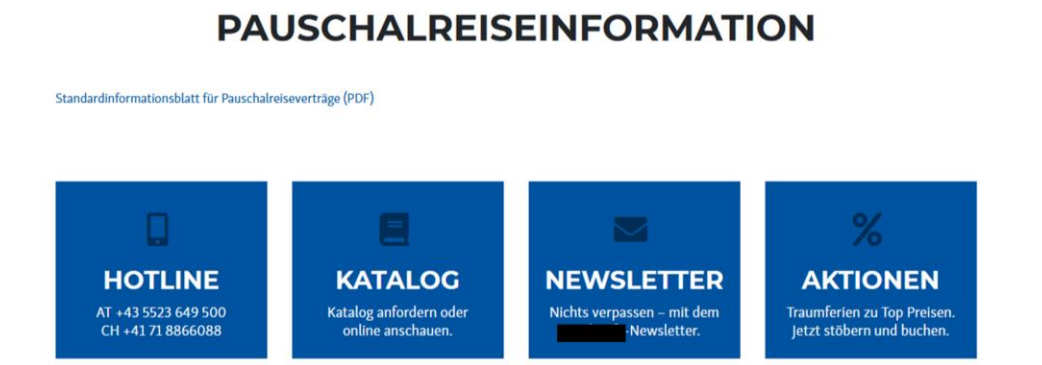 PAUSCHALREISEINFORMATION
Standardinformationsblatt für Pauschalreiseverträge (PDF)
HOTLINE
AT +43 5523 649 500
CH +41 71 8866088
KATALOG
Katalog anfordern oder
online anschauen.
NEWSLETTER
Nichts verpassen – mit dem
-Newsletter.
AKTIONEN
Traumferien zu Top Preisen.
Jetzt stöbern und buchen.